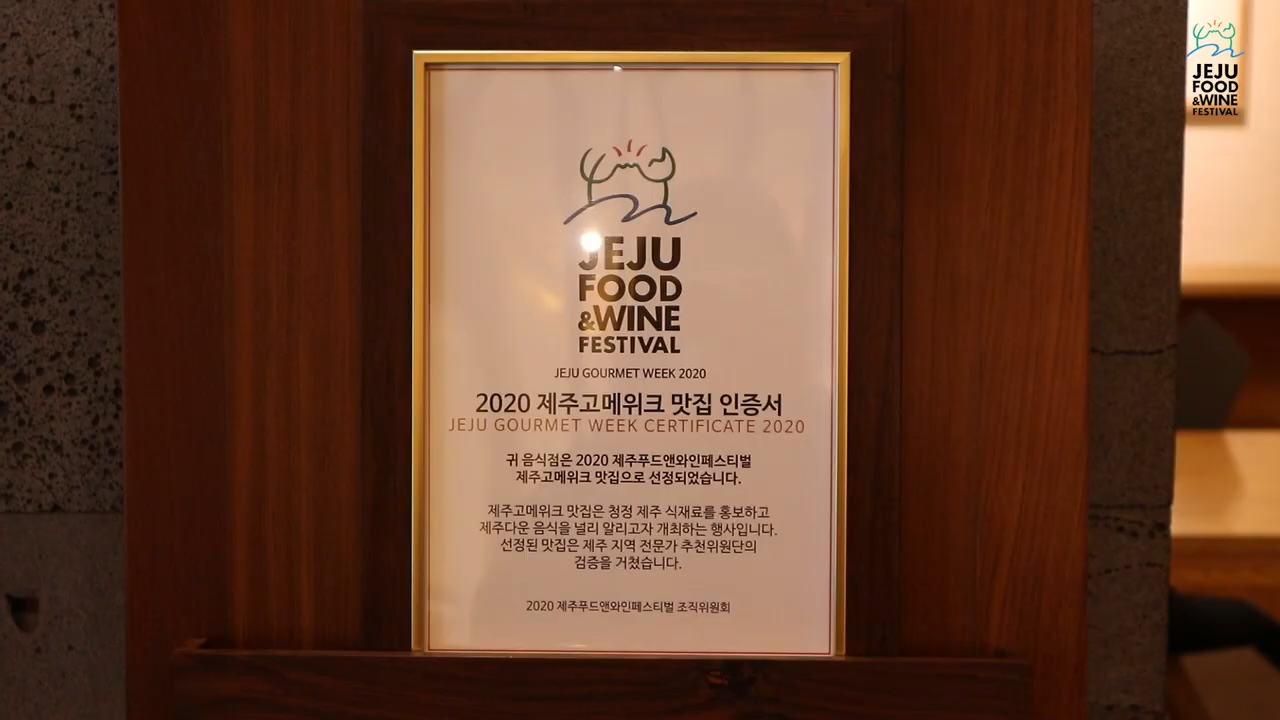 JEJU
FOOD
&WINE
FESTIVAL
JEJU GOURMET WEEK 2020
2020 제주고메위크 맛집 인증서
JEJU GOURMET WEEK CERTIFICATE 2020
귀 음식점은 2020 제주푸드앤와인페스티벌
제주고메위크 맛집으로 선정되었습니다.
제주고메위크 맛집은 청정 제주 식재료를 홍보하고
제주다운 음식을 널리 알리고자 개최하는 행사입니다.
선정된 맛집은 제주 지역 전문가 추천위원단의
검증을 거쳤습니다.
2020 제주푸드앤와인페스티벌 조직위원회
JEJU
FOOD
&WINE
FESTIVAL